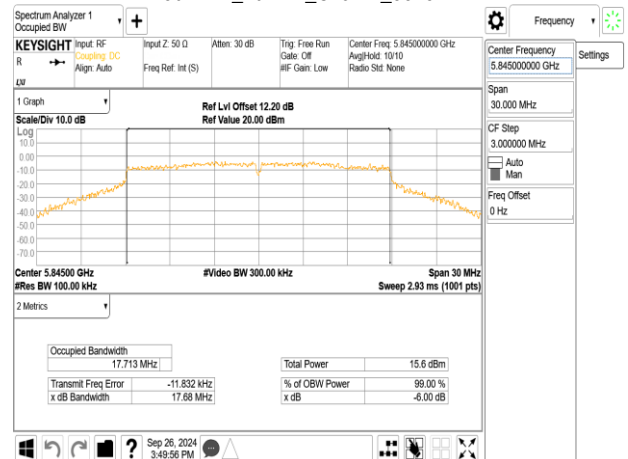 Spectrum Analyzer 1
Occupied BW
Frequency
KEYSIGHT
Input: RF
Coupling: DC
Align: Auto
Input Z: 50 Ω
Freq Ref: Int (S)
Atten: 30 dB
Trig: Free Run
Gate: Off
#IF Gain: Low
Center Freq: 5.845000000 GHz
Avg|Hold: 10/10
Radio Std: None
R
LXI
Center Frequency
5.845000000 GHz
Settings
Span
30.000 MHz
CF Step
3.000000 MHz
Auto
Man
Freq Offset
0 Hz
1 Graph
Scale/Div 10.0 dB
Ref Lvl Offset 12.20 dB
Ref Value 20.00 dBm
Log
10.0
0.00
-10.0
-20.0
-30.0
-40.0
-50.0
-60.0
-70.0
Center 5.84500 GHz
#Res BW 100.00 kHz
#Video BW 300.00 kHz
Span 30 MHz
Sweep 2.93 ms (1001 pts)
2 Metrics
Occupied Bandwidth
17.713 MHz
Transmit Freq Error -11.832 kHz
x dB Bandwidth 17.68 MHz
Total Power 15.6 dBm
% of OBW Power 99.00 %
x dB -6.00 dB
?
Sep 26, 2024
3:49:56 PM